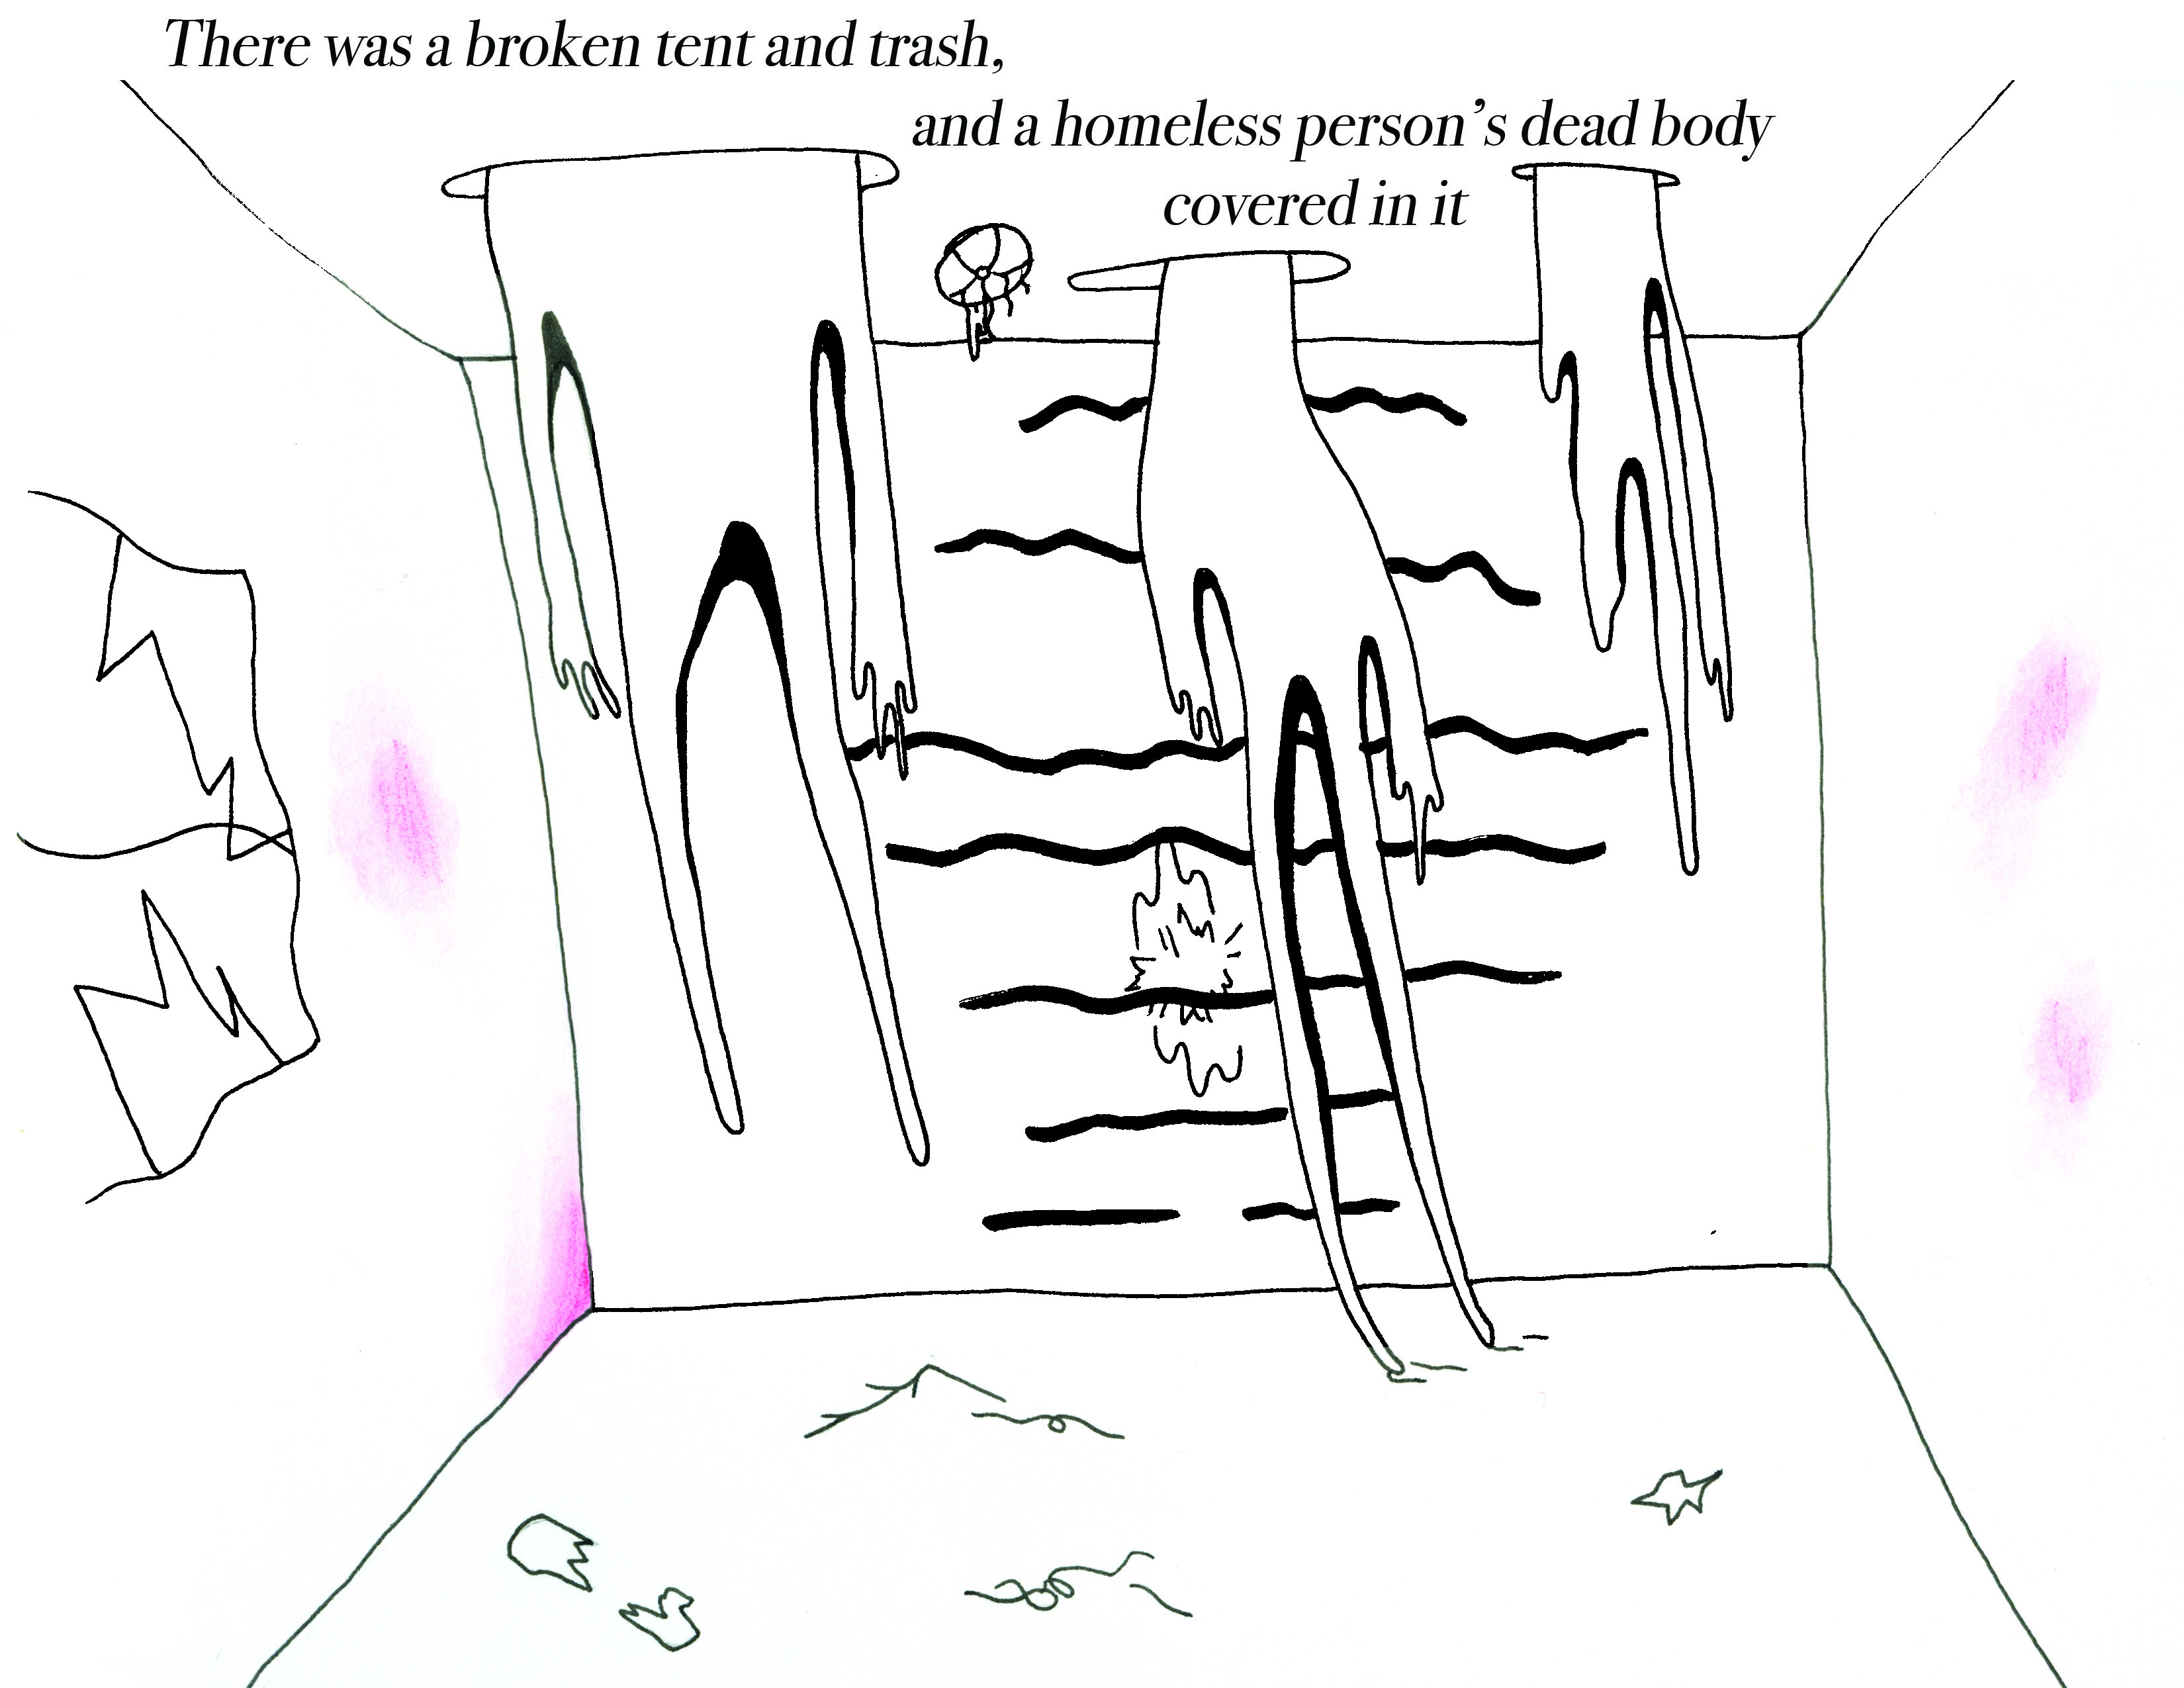 There was a broken tent and trash,
and a homeless person’s dead body
covered in it